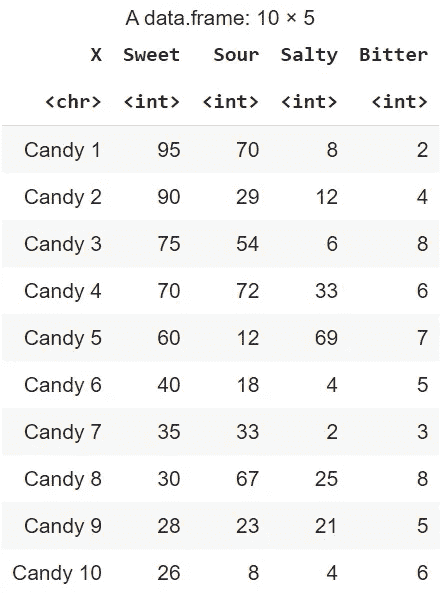 A data.frame: 10 × 5
X Sweet Sour Salty Bitter
<chr> <int> <int> <int> <int>
Candy 1 95 70 8 2
Candy 2 90 29 12 4
Candy 3 75 54 6 8
Candy 4 70 72 33 6
Candy 5 60 12 69 7
Candy 6 40 18 4 5
Candy 7 35 33 2 3
Candy 8 30 67 25 8
Candy 9 28 23 21 5
Candy 10 26 8 4 6